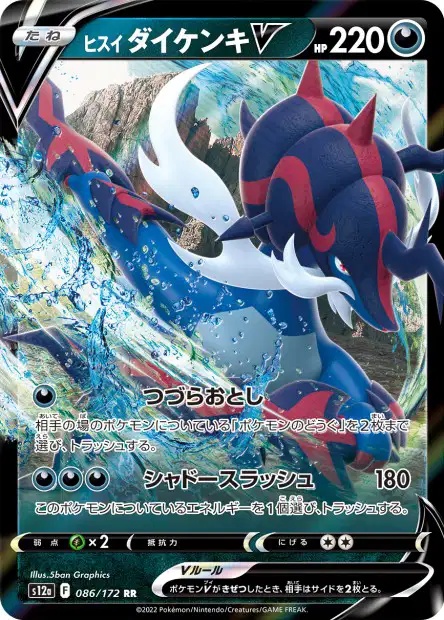 たね
ヒスイ ダイケンキV HP 220
つづらおとし
相手の場のポケモンについている「ポケモンのどうぐ」を2枚まで
選び、トラッシュする。
シャドースラッシュ 180
このポケモンについているエネルギーを1個選び、トラッシュする。
弱点 ×2 抵抗力 にげる
Illus.5ban Graphics
Vルール
ポケモンVがきぜつしたとき、相手はサイドを2枚とる。
s12a F 086/172 RR
©2022 Pokémon/Nintendo/Creatures/GAME FREAK.